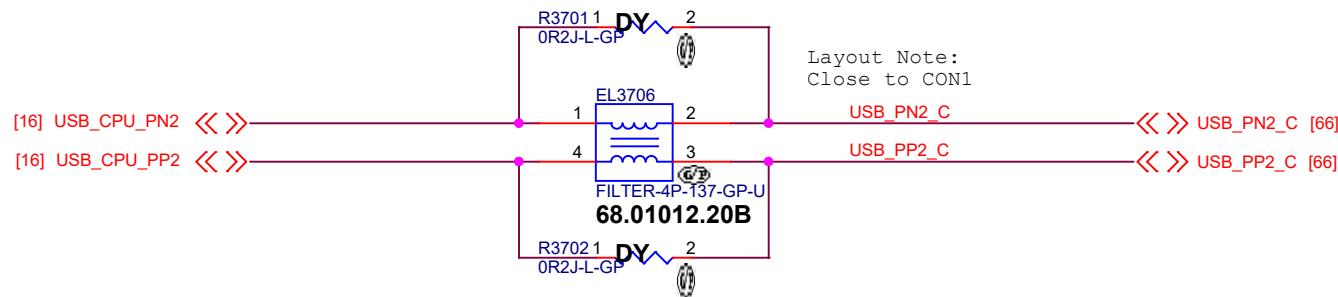 R3701 1 DY 2
0R2J-L-GP
G/P
Layout Note:
Close to CON1
EL3706
[16] USB_CPU_PN2 1 2 USB_PN2_C USB_PN2_C [66]
[16] USB_CPU_PP2 4 3 USB_PP2_C USB_PP2_C [66]
G/P
FILTER-4P-137-GP-U
68.01012.20B
R3702 1 DY 2
0R2J-L-GP
G/P